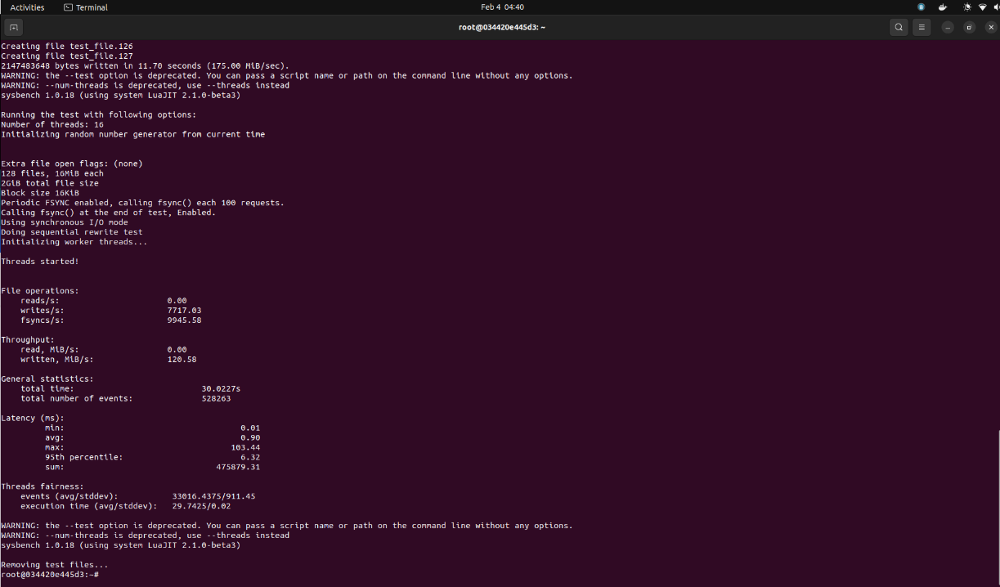 Activities
Terminal
Feb 4 04:40
root@034420e445d3: ~
Creating file test_file.126
Creating file test_file.127
2147483648 bytes written in 11.70 seconds (175.00 MiB/sec).
WARNING: the --test option is deprecated. You can pass a script name or path on the command line without any options.
WARNING: --num-threads is deprecated, use --threads instead
sysbench 1.0.18 (using system LuaJIT 2.1.0-beta3)
Running the test with following options:
Number of threads: 16
Initializing random number generator from current time
Extra file open flags: (none)
128 files, 16MiB each
2GiB total file size
Block size 16KiB
Periodic FSYNC enabled, calling fsync() each 100 requests.
Calling fsync() at the end of test, Enabled.
Using synchronous I/O mode
Doing sequential rewrite test
Initializing worker threads...
Threads started!
File operations:
reads/s: 0.00
writes/s: 7717.03
fsyncs/s: 9945.58
Throughput:
read, MiB/s: 0.00
written, MiB/s: 120.58
General statistics:
total time: 30.0227s
total number of events: 528263
Latency (ms):
min: 0.01
avg: 0.90
max: 103.44
95th percentile: 6.32
sum: 475879.31
Threads fairness:
events (avg/stddev): 33016.4375/911.45
execution time (avg/stddev): 29.7425/0.02
WARNING: the --test option is deprecated. You can pass a script name or path on the command line without any options.
WARNING: --num-threads is deprecated, use --threads instead
sysbench 1.0.18 (using system LuaJIT 2.1.0-beta3)
Removing test files...
root@034420e445d3:~#